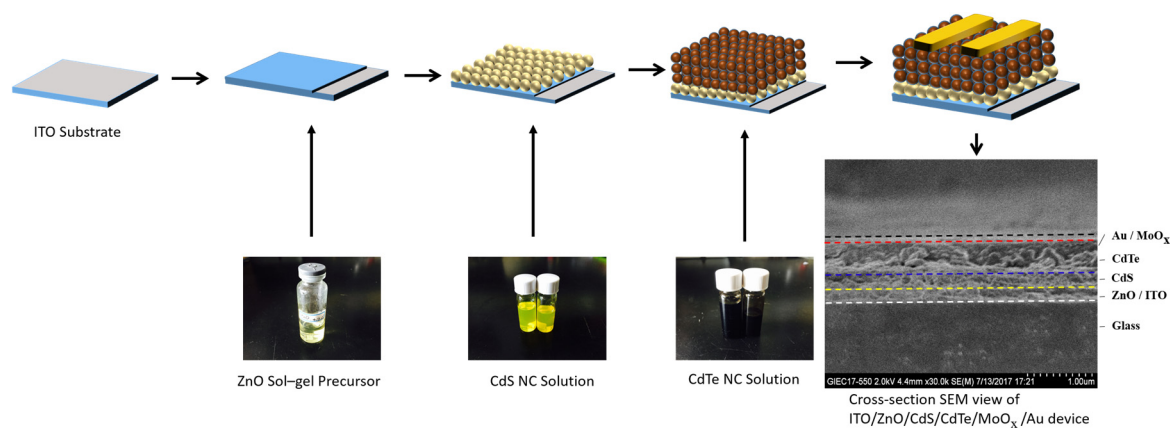 ITO Substrate
ZnO Sol–gel Precursor
CdS NC Solution
CdTe NC Solution
Au / MoOₓ
CdTe
CdS
ZnO / ITO
Glass
GIEC17-550 2.0kV 4.4mm x30.0k SE(M) 7/13/2017 17:21
1.00um
Cross-section SEM view of
ITO/ZnO/CdS/CdTe/MoOₓ /Au device